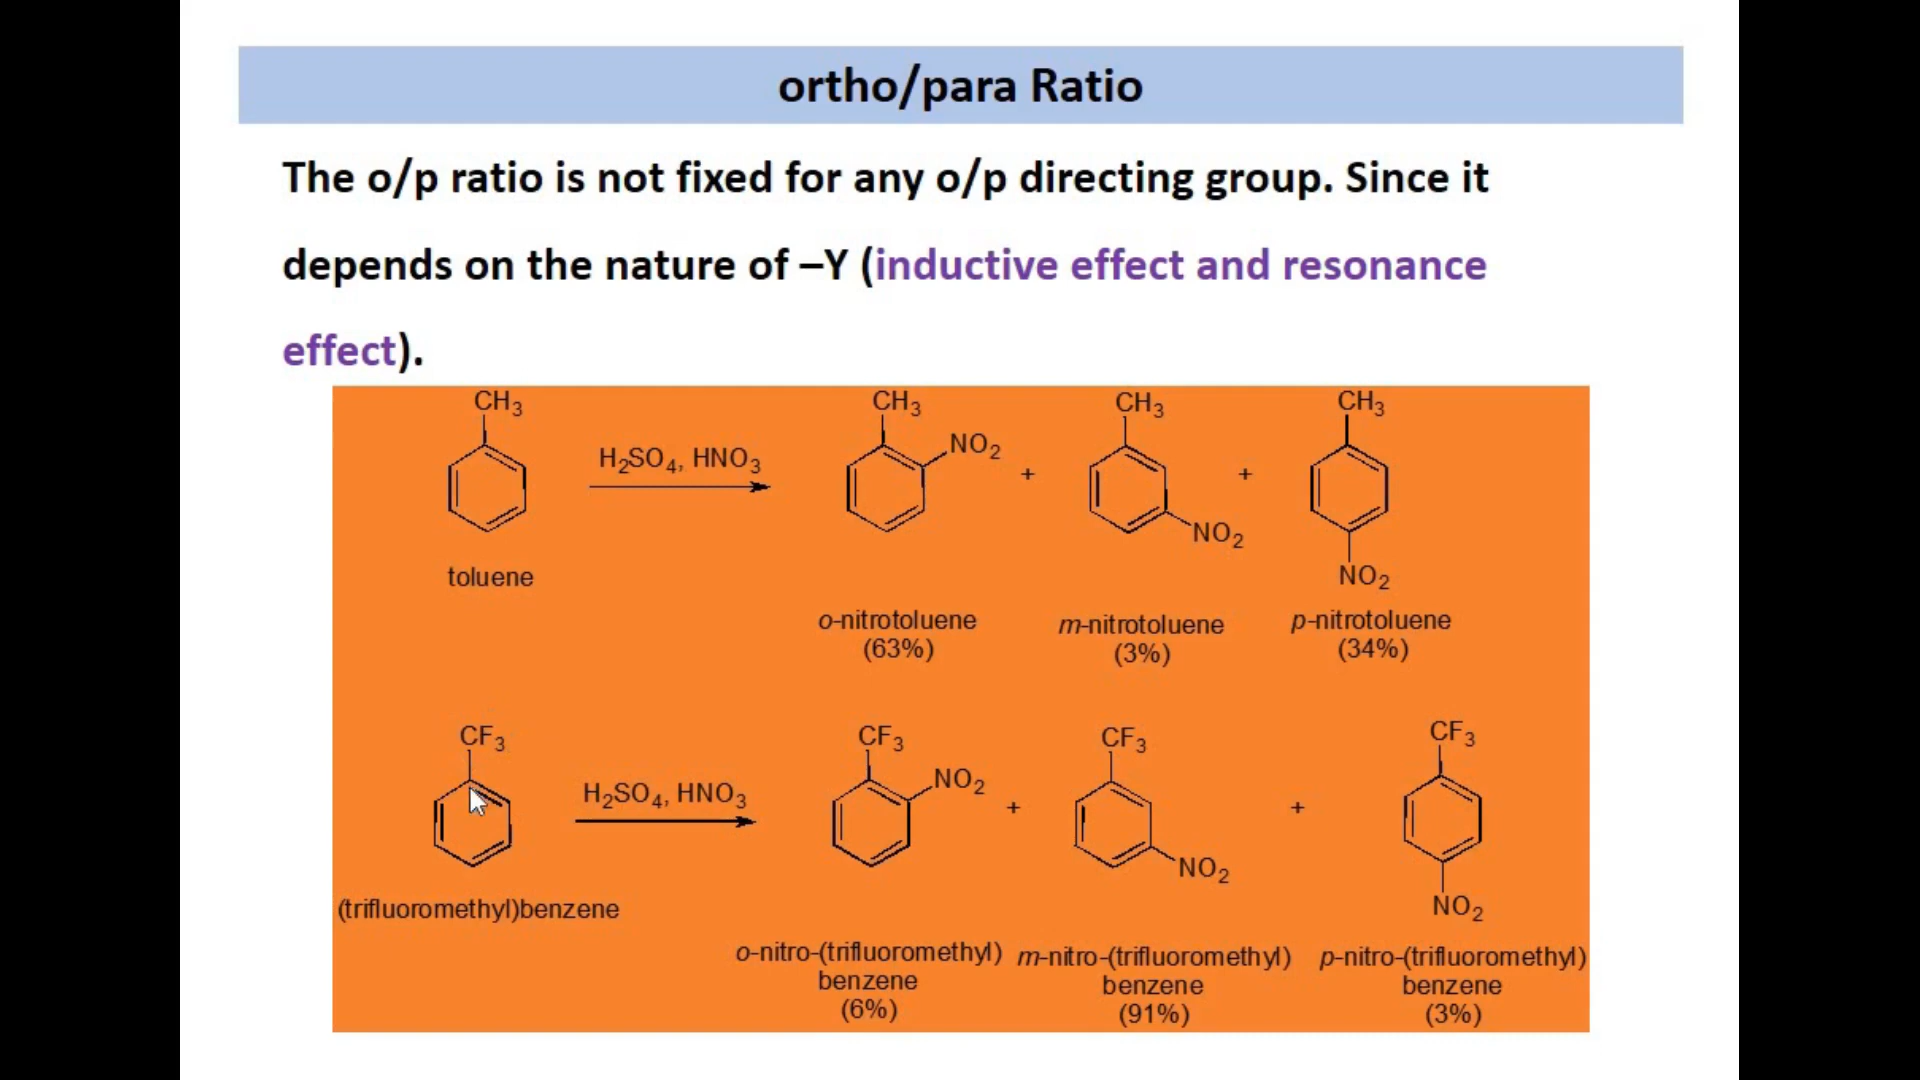 ortho/para Ratio
The o/p ratio is not fixed for any o/p directing group. Since it
depends on the nature of –Y (inductive effect and resonance
effect).
CH₃ CH₃ CH₃ CH₃
H₂SO₄, HNO₃ NO₂ + + 
NO₂
toluene NO₂
o-nitrotoluene m-nitrotoluene p-nitrotoluene
(63%) (3%) (34%)
CF₃ CF₃ CF₃ CF₃
H₂SO₄, HNO₃ NO₂ + +
NO₂
(trifluoromethyl)benzene NO₂
o-nitro-(trifluoromethyl) m-nitro-(trifluoromethyl) p-nitro-(trifluoromethyl)
benzene benzene benzene
(6%) (91%) (3%)